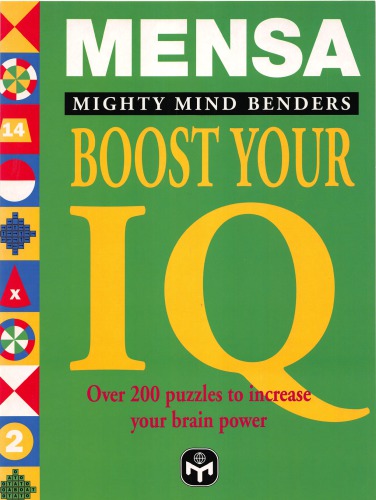 MENSA
MIGHTY MIND BENDERS
BOOST YOUR
IQ
Over 200 puzzles to increase
your brain power
14
x
2